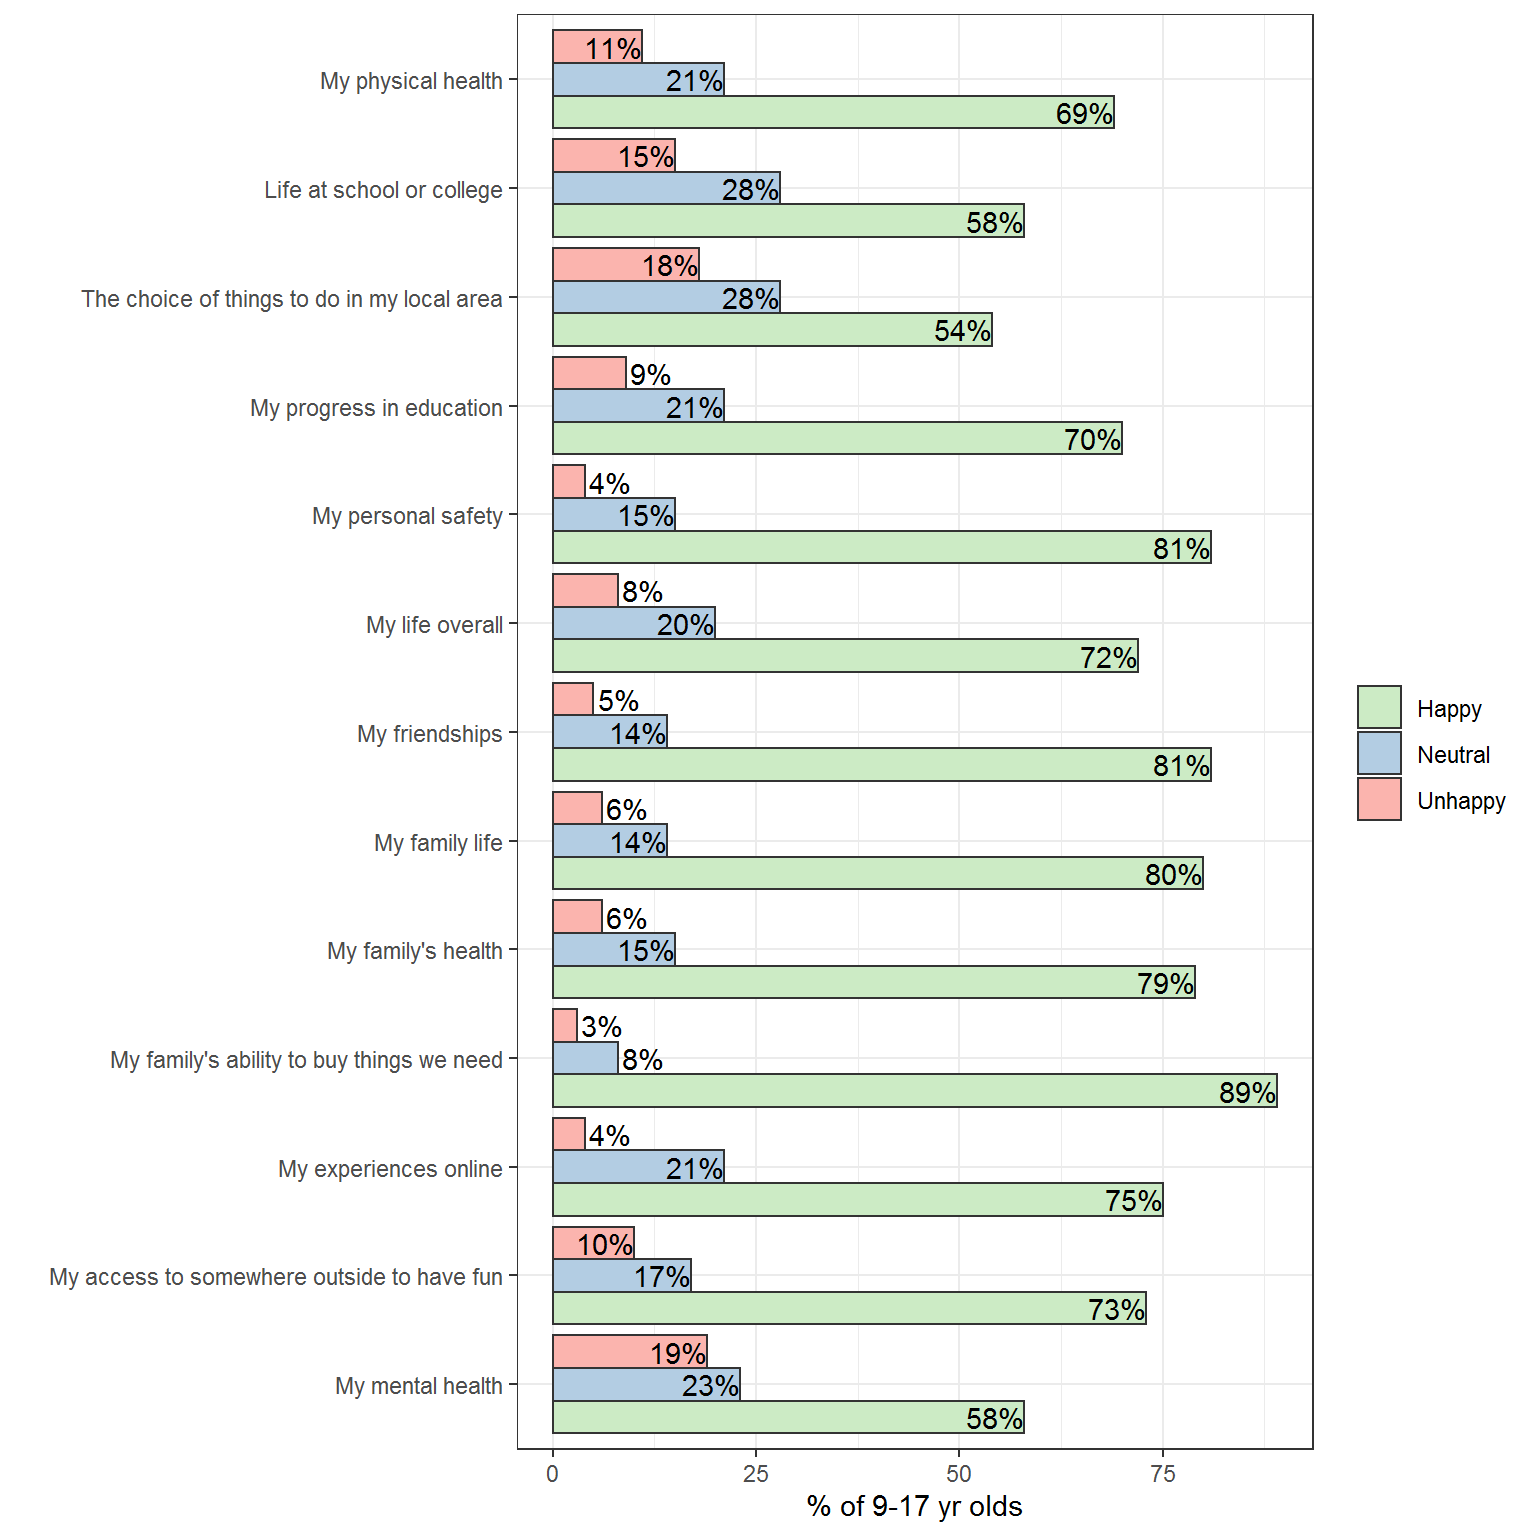 My physical health
11%
21%
69%
Life at school or college
15%
28%
58%
The choice of things to do in my local area
18%
28%
54%
My progress in education
9%
21%
70%
My personal safety
4%
15%
81%
My life overall
8%
20%
72%
My friendships
5%
14%
81%
My family life
6%
14%
80%
My family's health
6%
15%
79%
My family's ability to buy things we need
3%
8%
89%
My experiences online
4%
21%
75%
My access to somewhere outside to have fun
10%
17%
73%
My mental health
19%
23%
58%
0 25 50 75
% of 9-17 yr olds
Happy
Neutral
Unhappy